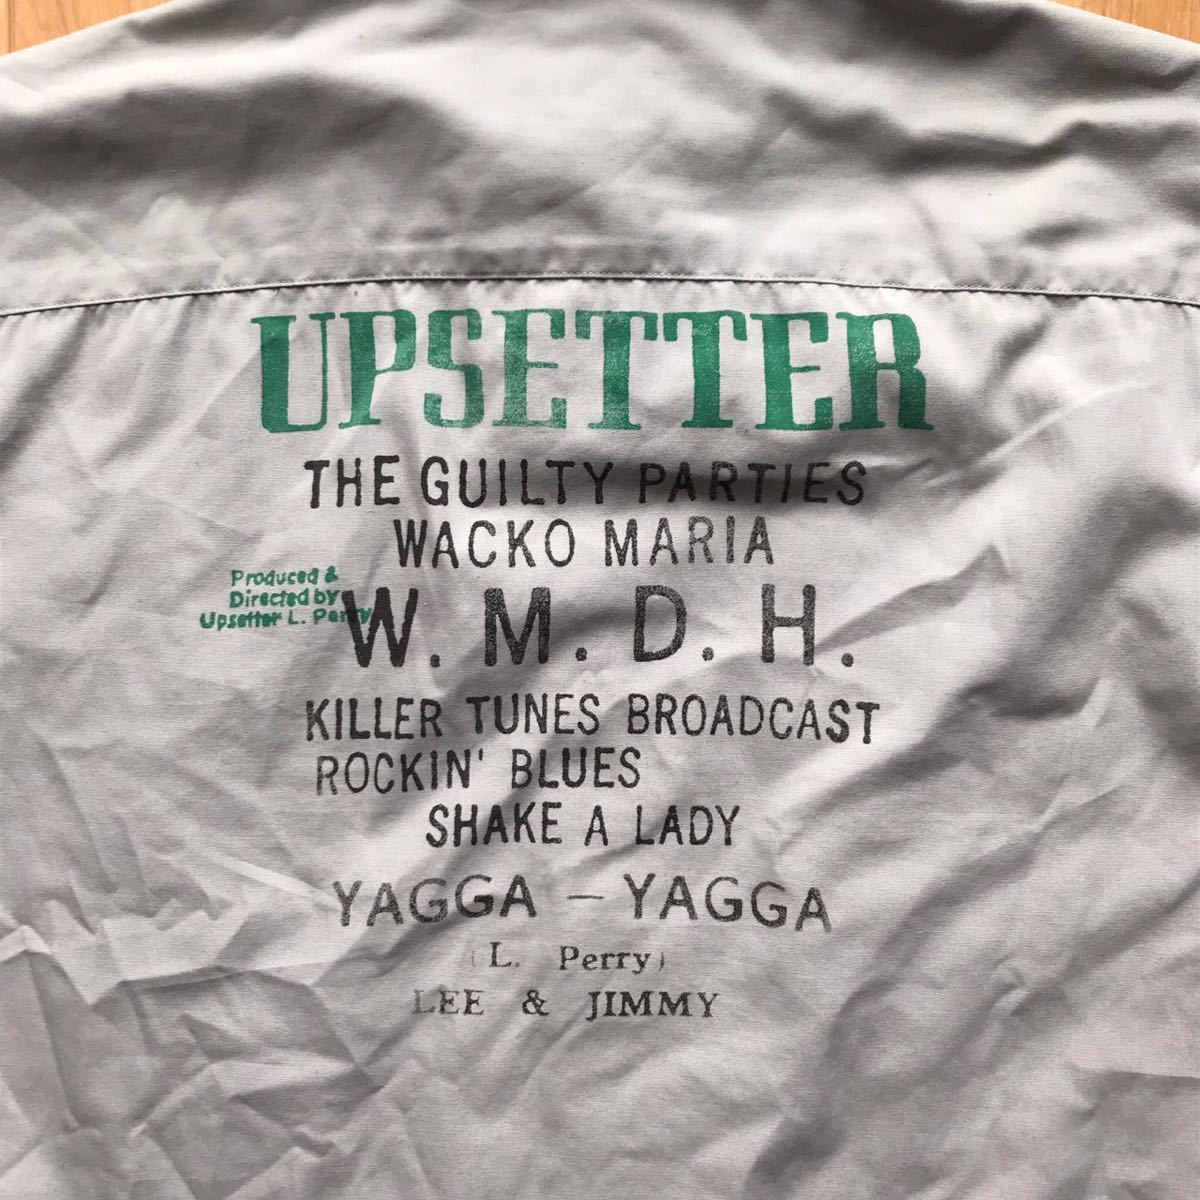 UPSETTER
THE GUILTY PARTIES
WACKO MARIA
Produced &
Directed by
Upsetter L. Perry
W. M. D. H.
KILLER TUNES BROADCAST
ROCKIN' BLUES
SHAKE A LADY
YAGGA – YAGGA
(L. Perry)
LEE & JIMMY